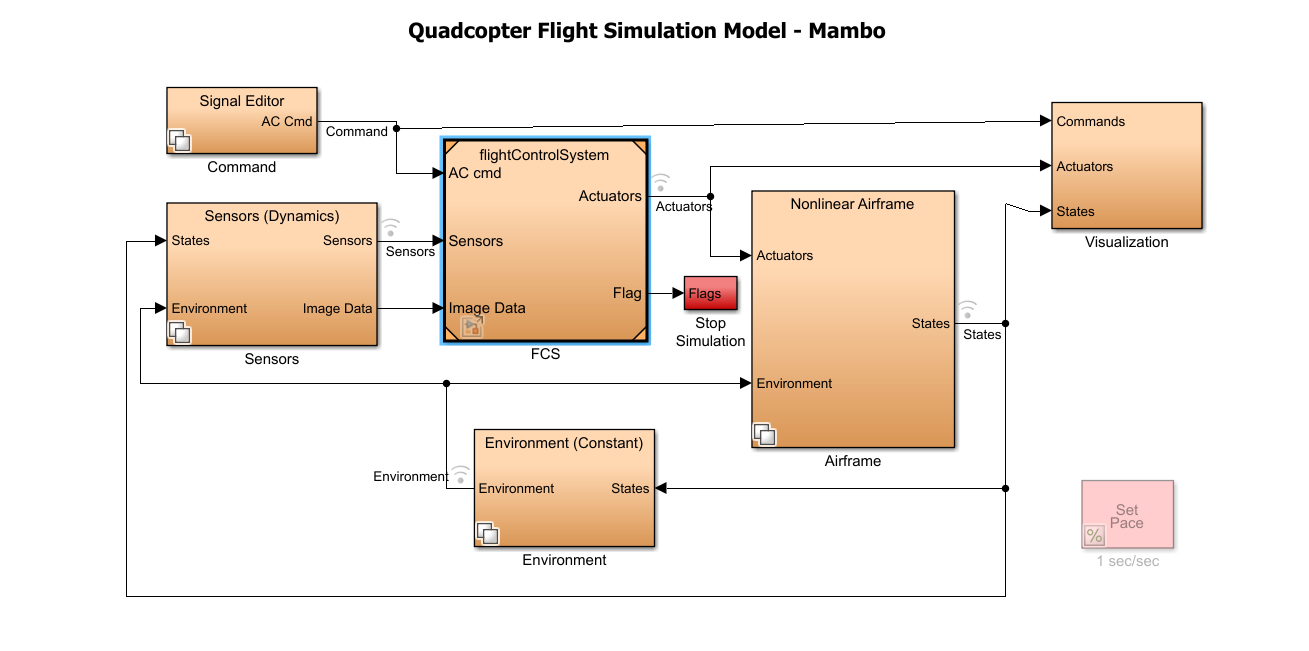 Quadcopter Flight Simulation Model - Mambo
Signal Editor
AC Cmd
Command
Command
flightControlSystem
AC cmd
Actuators
Sensors
Flag
Image Data
FCS
Actuators
Commands
Actuators
States
Visualization
Sensors (Dynamics)
States
Sensors
Environment
Image Data
Sensors
Sensors
Flags
Stop
Simulation
Nonlinear Airframe
Actuators
States
Environment
Airframe
States
Environment (Constant)
Environment
States
Environment
Environment
Set
Pace
%
1 sec/sec